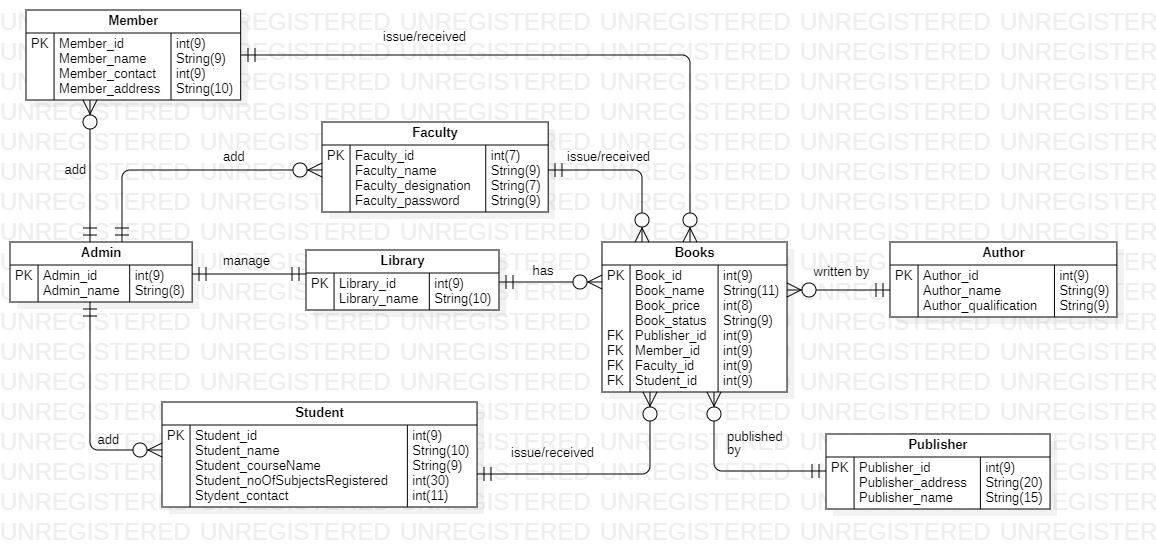 Member
PK Member_id int(9)
Member_name String(9)
Member_contact int(9)
Member_address String(10)
issue/received
add
Faculty
PK Faculty_id int(7)
Faculty_name String(9)
Faculty_designation String(7)
Faculty_password String(9)
add
issue/received
Admin
PK Admin_id int(9)
Admin_name String(8)
manage
Library
PK Library_id int(9)
Library_name String(10)
has
Books
PK Book_id int(9)
Book_name String(11)
Book_price int(8)
Book_status String(9)
FK Publisher_id int(9)
FK Member_id int(9)
FK Faculty_id int(9)
FK Student_id int(9)
written by
Author
PK Author_id int(9)
Author_name String(9)
Author_qualification String(9)
add
Student
PK Student_id int(9)
Student_name String(10)
Student_courseName String(9)
Student_noOfSubjectsRegistered int(30)
Stydent_contact int(11)
issue/received
published
by
Publisher
PK Publisher_id int(9)
Publisher_address String(20)
Publisher_name String(15)
UNREGISTERED